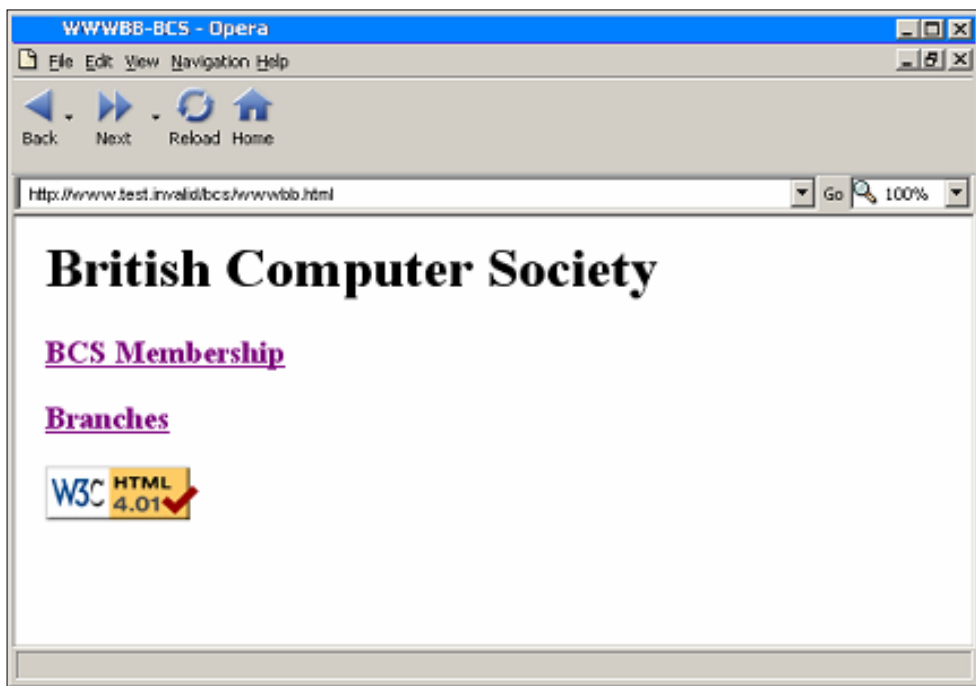 WWWBB-BCS - Opera
File Edit View Navigation Help
Back Next Reload Home
http://www.test.invalid/bcs/wwwbb.html Go 100%
British Computer Society
BCS Membership
Branches
W3C HTML
4.01